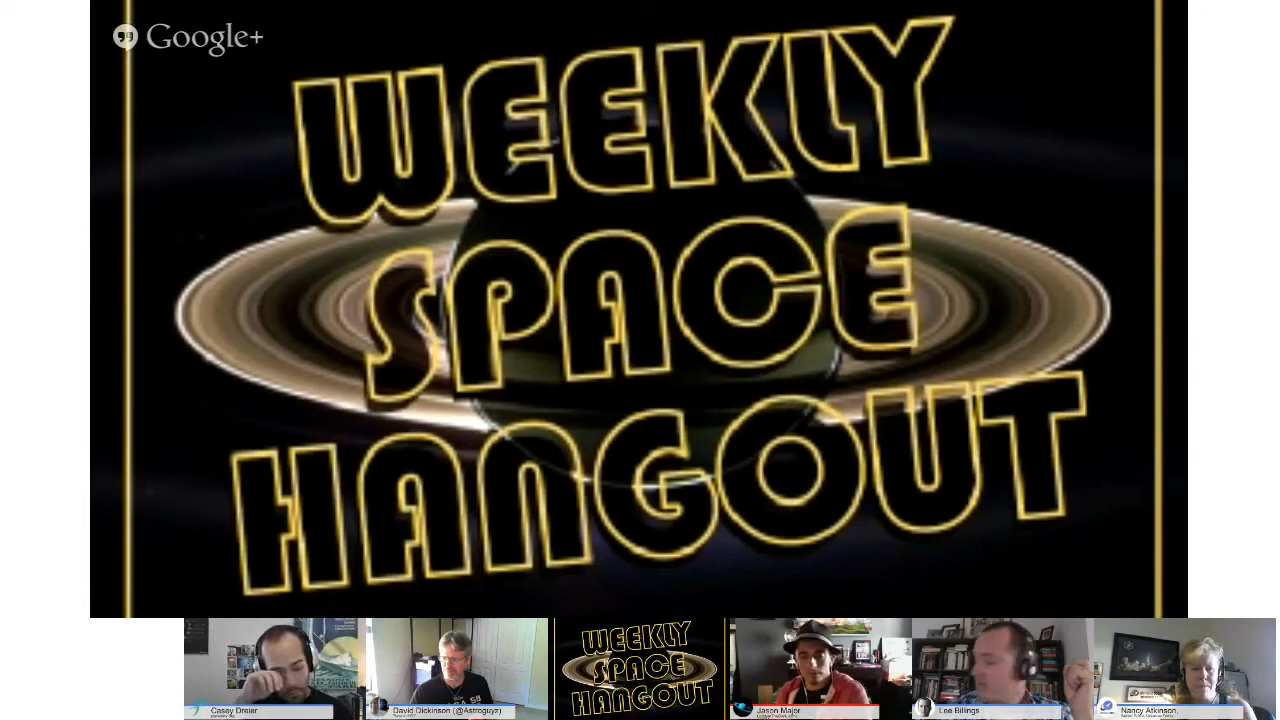 Google+
WEEKLY
SPACE
HANGOUT
WEEKLY
SPACE
HANGOUT
Casey Dreier
David Dickinson (@Astroguyz)
Jason Major
Lee Billings
Nancy Atkinson,